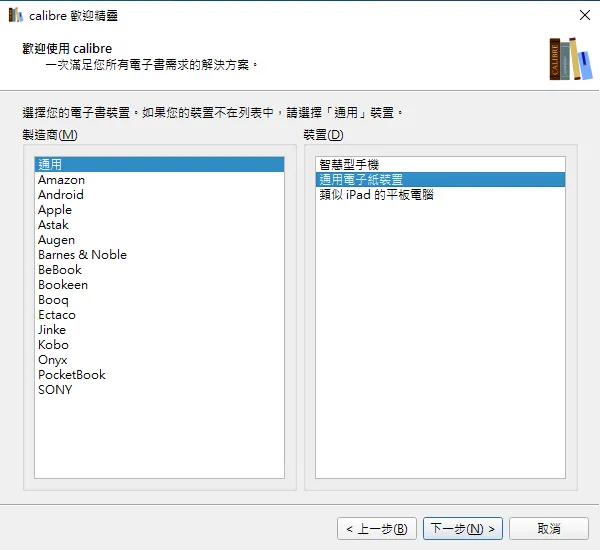 calibre 歡迎精靈
歡迎使用 calibre
一次滿足您所有電子書需求的解決方案。
CALIBRE
選擇您的電子書裝置。如果您的裝置不在列表中，請選擇「通用」裝置。
製造商(M)
通用
Amazon
Android
Apple
Astak
Augen
Barnes & Noble
BeBook
Bookeen
Booq
Ectaco
Jinke
Kobo
Onyx
PocketBook
SONY
裝置(D)
智慧型手機
通用電子紙裝置
類似 iPad 的平板電腦
< 上一步(B)
下一步(N) >
取消